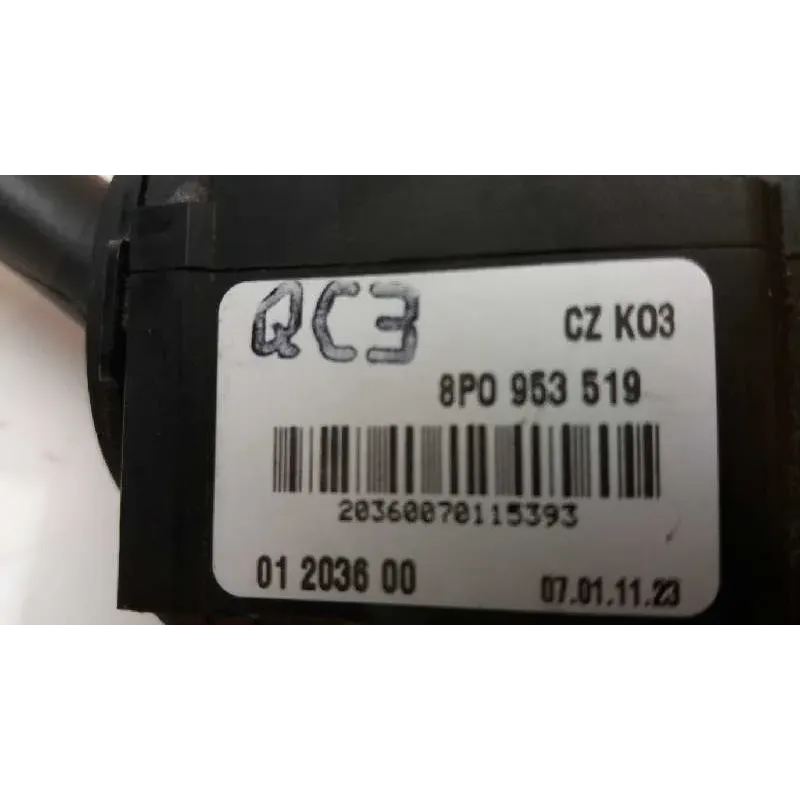 QC3
CZ K03
8P0 953 519
20360070115393
01 2036 00
07.01.11.23